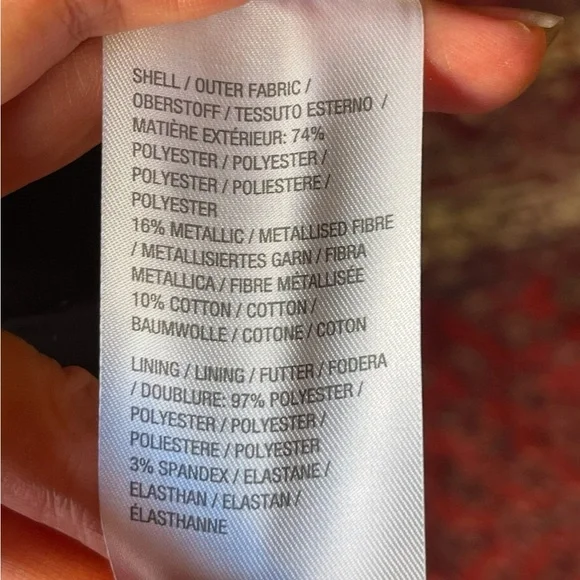 SHELL / OUTER FABRIC /
OBERSTOFF / TESSUTO ESTERNO /
MATIÈRE EXTÉRIEUR: 74%
POLYESTER / POLYESTER /
POLYESTER / POLIESTERE /
POLYESTER
16% METALLIC / METALLISED FIBRE
/ METALLISIERTES GARN / FIBRA
METALLICA / FIBRE MÉTALLISÉE
10% COTTON / COTTON /
BAUMWOLLE / COTONE / COTON
LINING / LINING / FUTTER / FODERA
/ DOUBLURE: 97% POLYESTER /
POLYESTER / POLYESTER /
POLIESTERE / POLYESTER
3% SPANDEX / ELASTANE /
ELASTHAN / ELASTAN /
ÉLASTHANNE